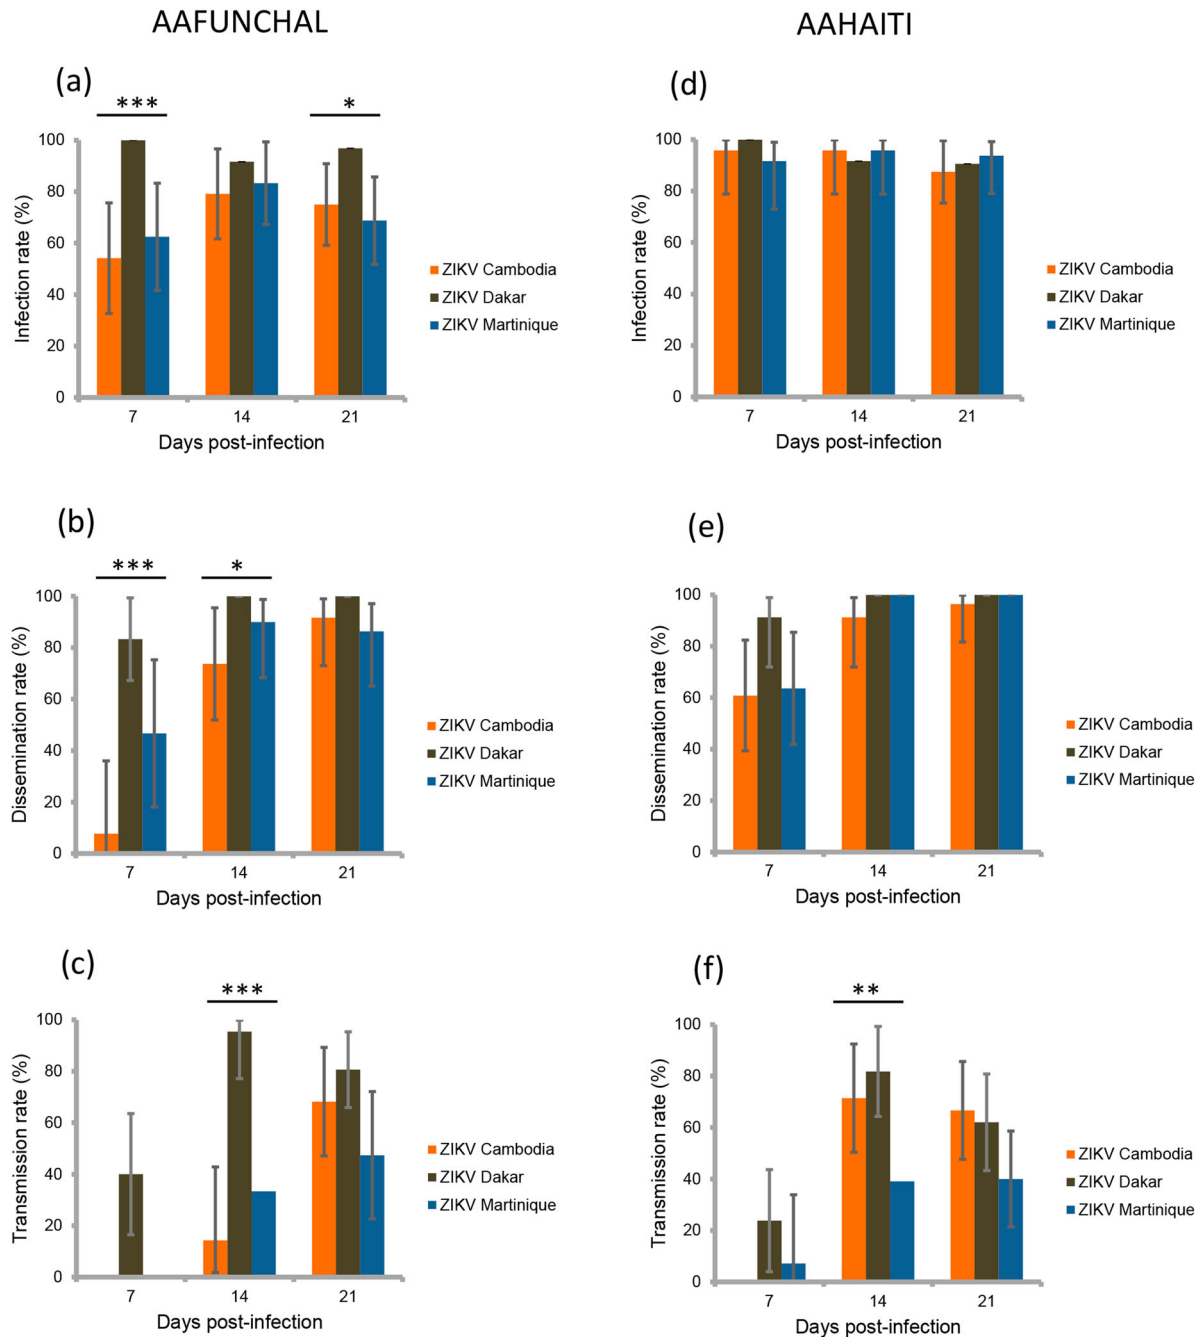 AAFUNCHAL
AAHAITI
(a)
***
*
100
80
60
40
20
0
Infection rate (%)
7
14
21
Days post-infection
ZIKV Cambodia
ZIKV Dakar
ZIKV Martinique
(d)
100
80
60
40
20
0
Infection rate (%)
7
14
21
Days post-infection
ZIKV Cambodia
ZIKV Dakar
ZIKV Martinique
(b)
***
*
100
80
60
40
20
0
Dissemination rate (%)
7
14
21
Days post-infection
ZIKV Cambodia
ZIKV Dakar
ZIKV Martinique
(e)
100
80
60
40
20
0
Dissemination rate (%)
7
14
21
Days post-infection
ZIKV Cambodia
ZIKV Dakar
ZIKV Martinique
(c)
***
100
80
60
40
20
0
Transmission rate (%)
7
14
21
Days post-infection
ZIKV Cambodia
ZIKV Dakar
ZIKV Martinique
(f)
**
100
80
60
40
20
0
Transmission rate (%)
7
14
21
Days post-infection
ZIKV Cambodia
ZIKV Dakar
ZIKV Martinique